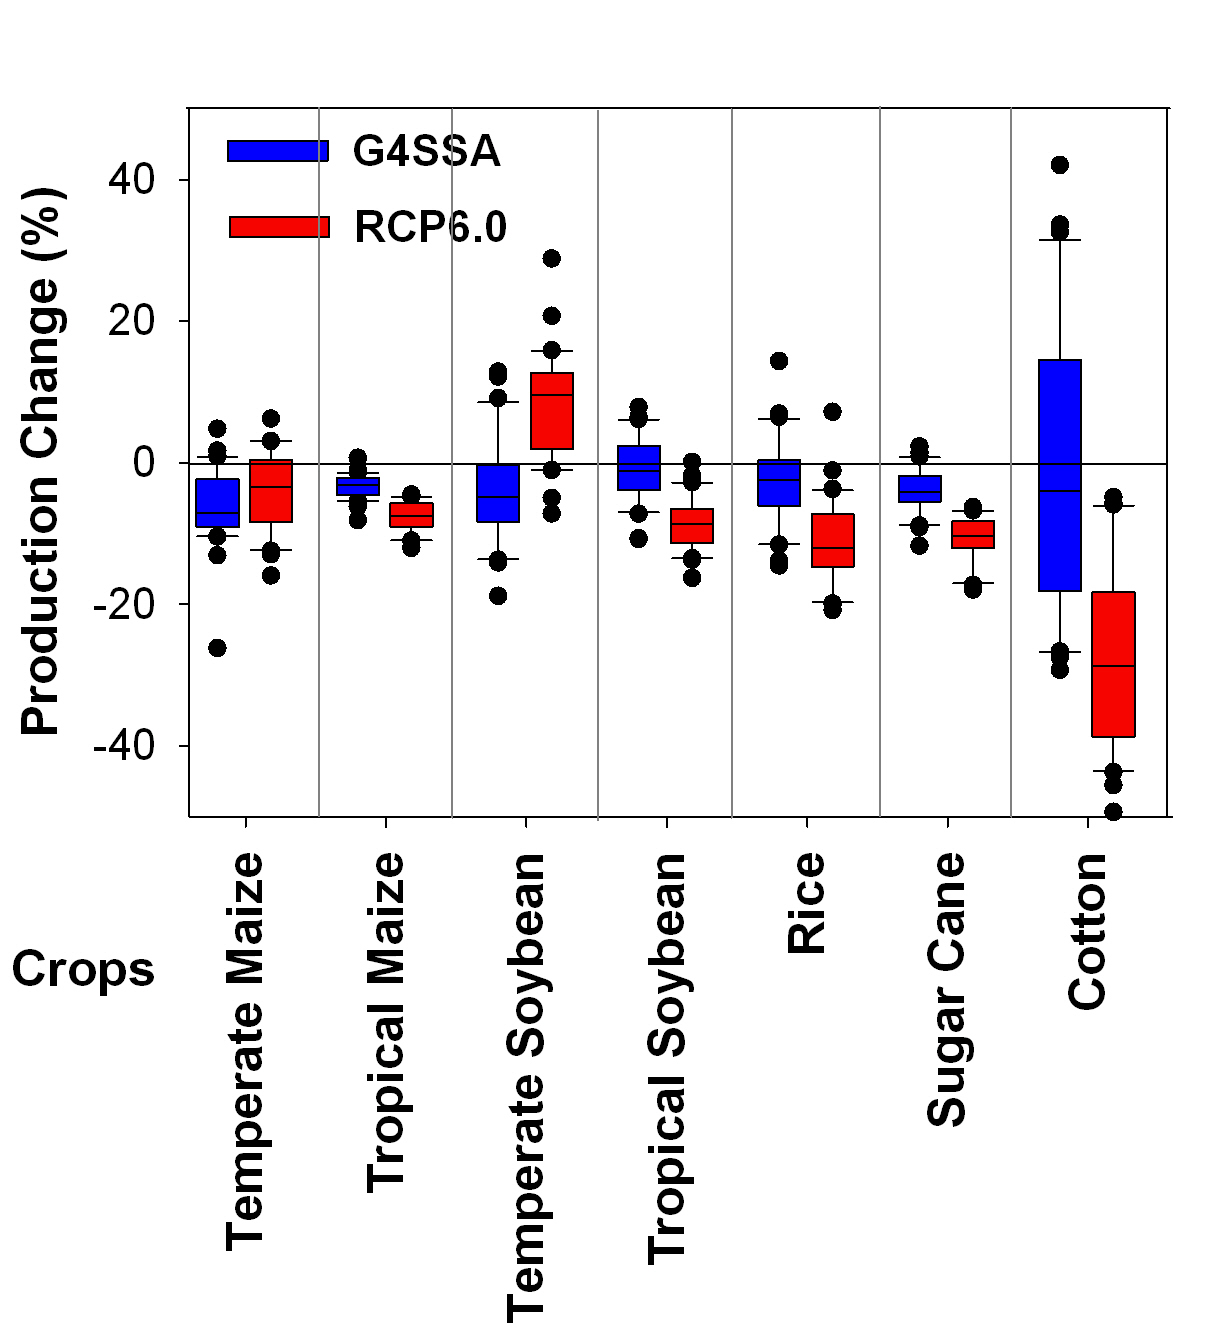 G4SSA
RCP6.0
Production Change (%)
40
20
0
-20
-40
Crops
Temperate Maize
Tropical Maize
Temperate Soybean
Tropical Soybean
Rice
Sugar Cane
Cotton